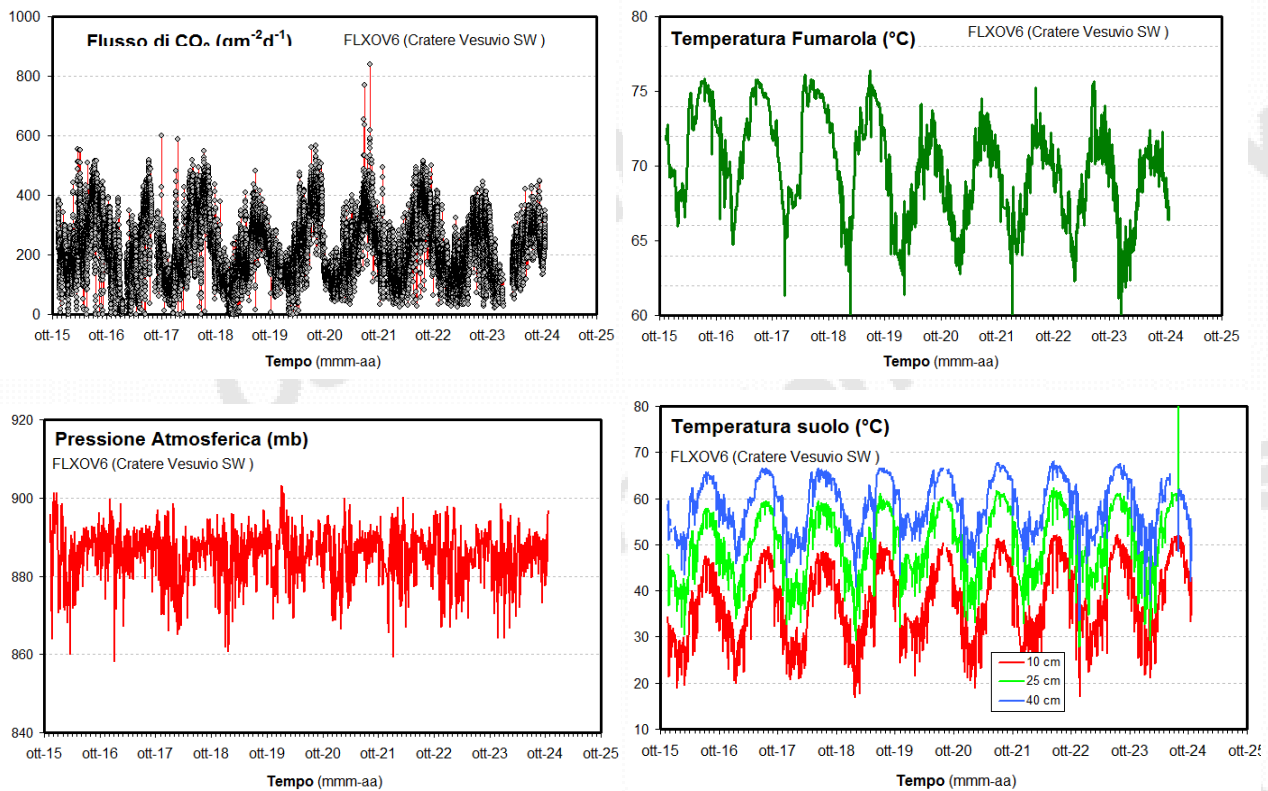 Flusso di CO₂ (gm⁻²d⁻¹)
FLXOV6 (Cratere Vesuvio SW )
1000
800
600
400
300
200
0
ott-15 ott-16 ott-17 ott-18 ott-19 ott-20 ott-21 ott-22 ott-23 ott-24 ott-25
Tempo (mmm-aa)
Temperatura Fumarola (°C)
FLXOV6 (Cratere Vesuvio SW )
80
75
70
65
60
ott-15 ott-16 ott-17 ott-18 ott-19 ott-20 ott-21 ott-22 ott-23 ott-24 ott-25
Tempo (mmm-aa)
Pressione Atmosferica (mb)
FLXOV6 (Cratere Vesuvio SW )
920
900
880
860
840
ott-15 ott-16 ott-17 ott-18 ott-19 ott-20 ott-21 ott-22 ott-23 ott-24 ott-25
Tempo (mmm-aa)
Temperatura suolo (°C)
FLXOV6 (Cratere Vesuvio SW )
80
70
60
50
40
30
20
10
10 cm
25 cm
40 cm
ott-15 ott-16 ott-17 ott-18 ott-19 ott-20 ott-21 ott-22 ott-23 ott-24 ott-25
Tempo (mmm-aa)